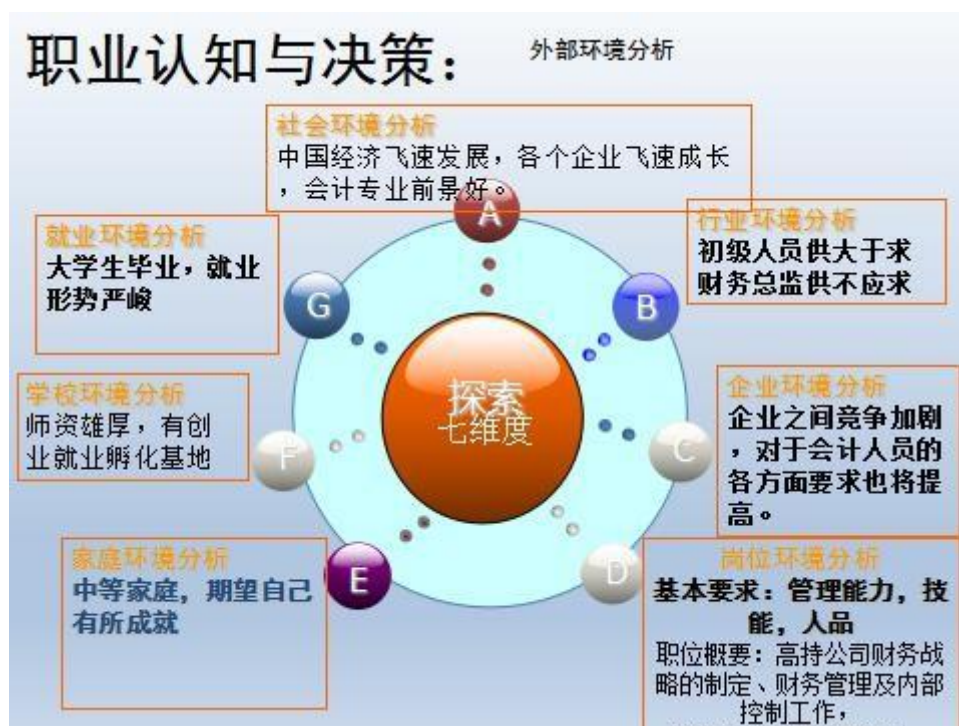 职业认知与决策：
外部环境分析
社会环境分析
中国经济飞速发展，各个企业飞速成长
，会计专业前景好。
A
行业环境分析
初级人员供大于求
财务总监供不应求
B
企业环境分析
企业之间竞争加剧
，对于会计人员的
各方面要求也将提
高。
C
岗位环境分析
基本要求：管理能力，技
能，人品
职位概要：高持公司财务战
略的制定、财务管理及内部
控制工作，
D
家庭环境分析
中等家庭，期望自己
有所成就
E
学校环境分析
师资雄厚，有创
业就业孵化基地
F
就业环境分析
大学生毕业，就业
形势严峻
G
探索
七维度